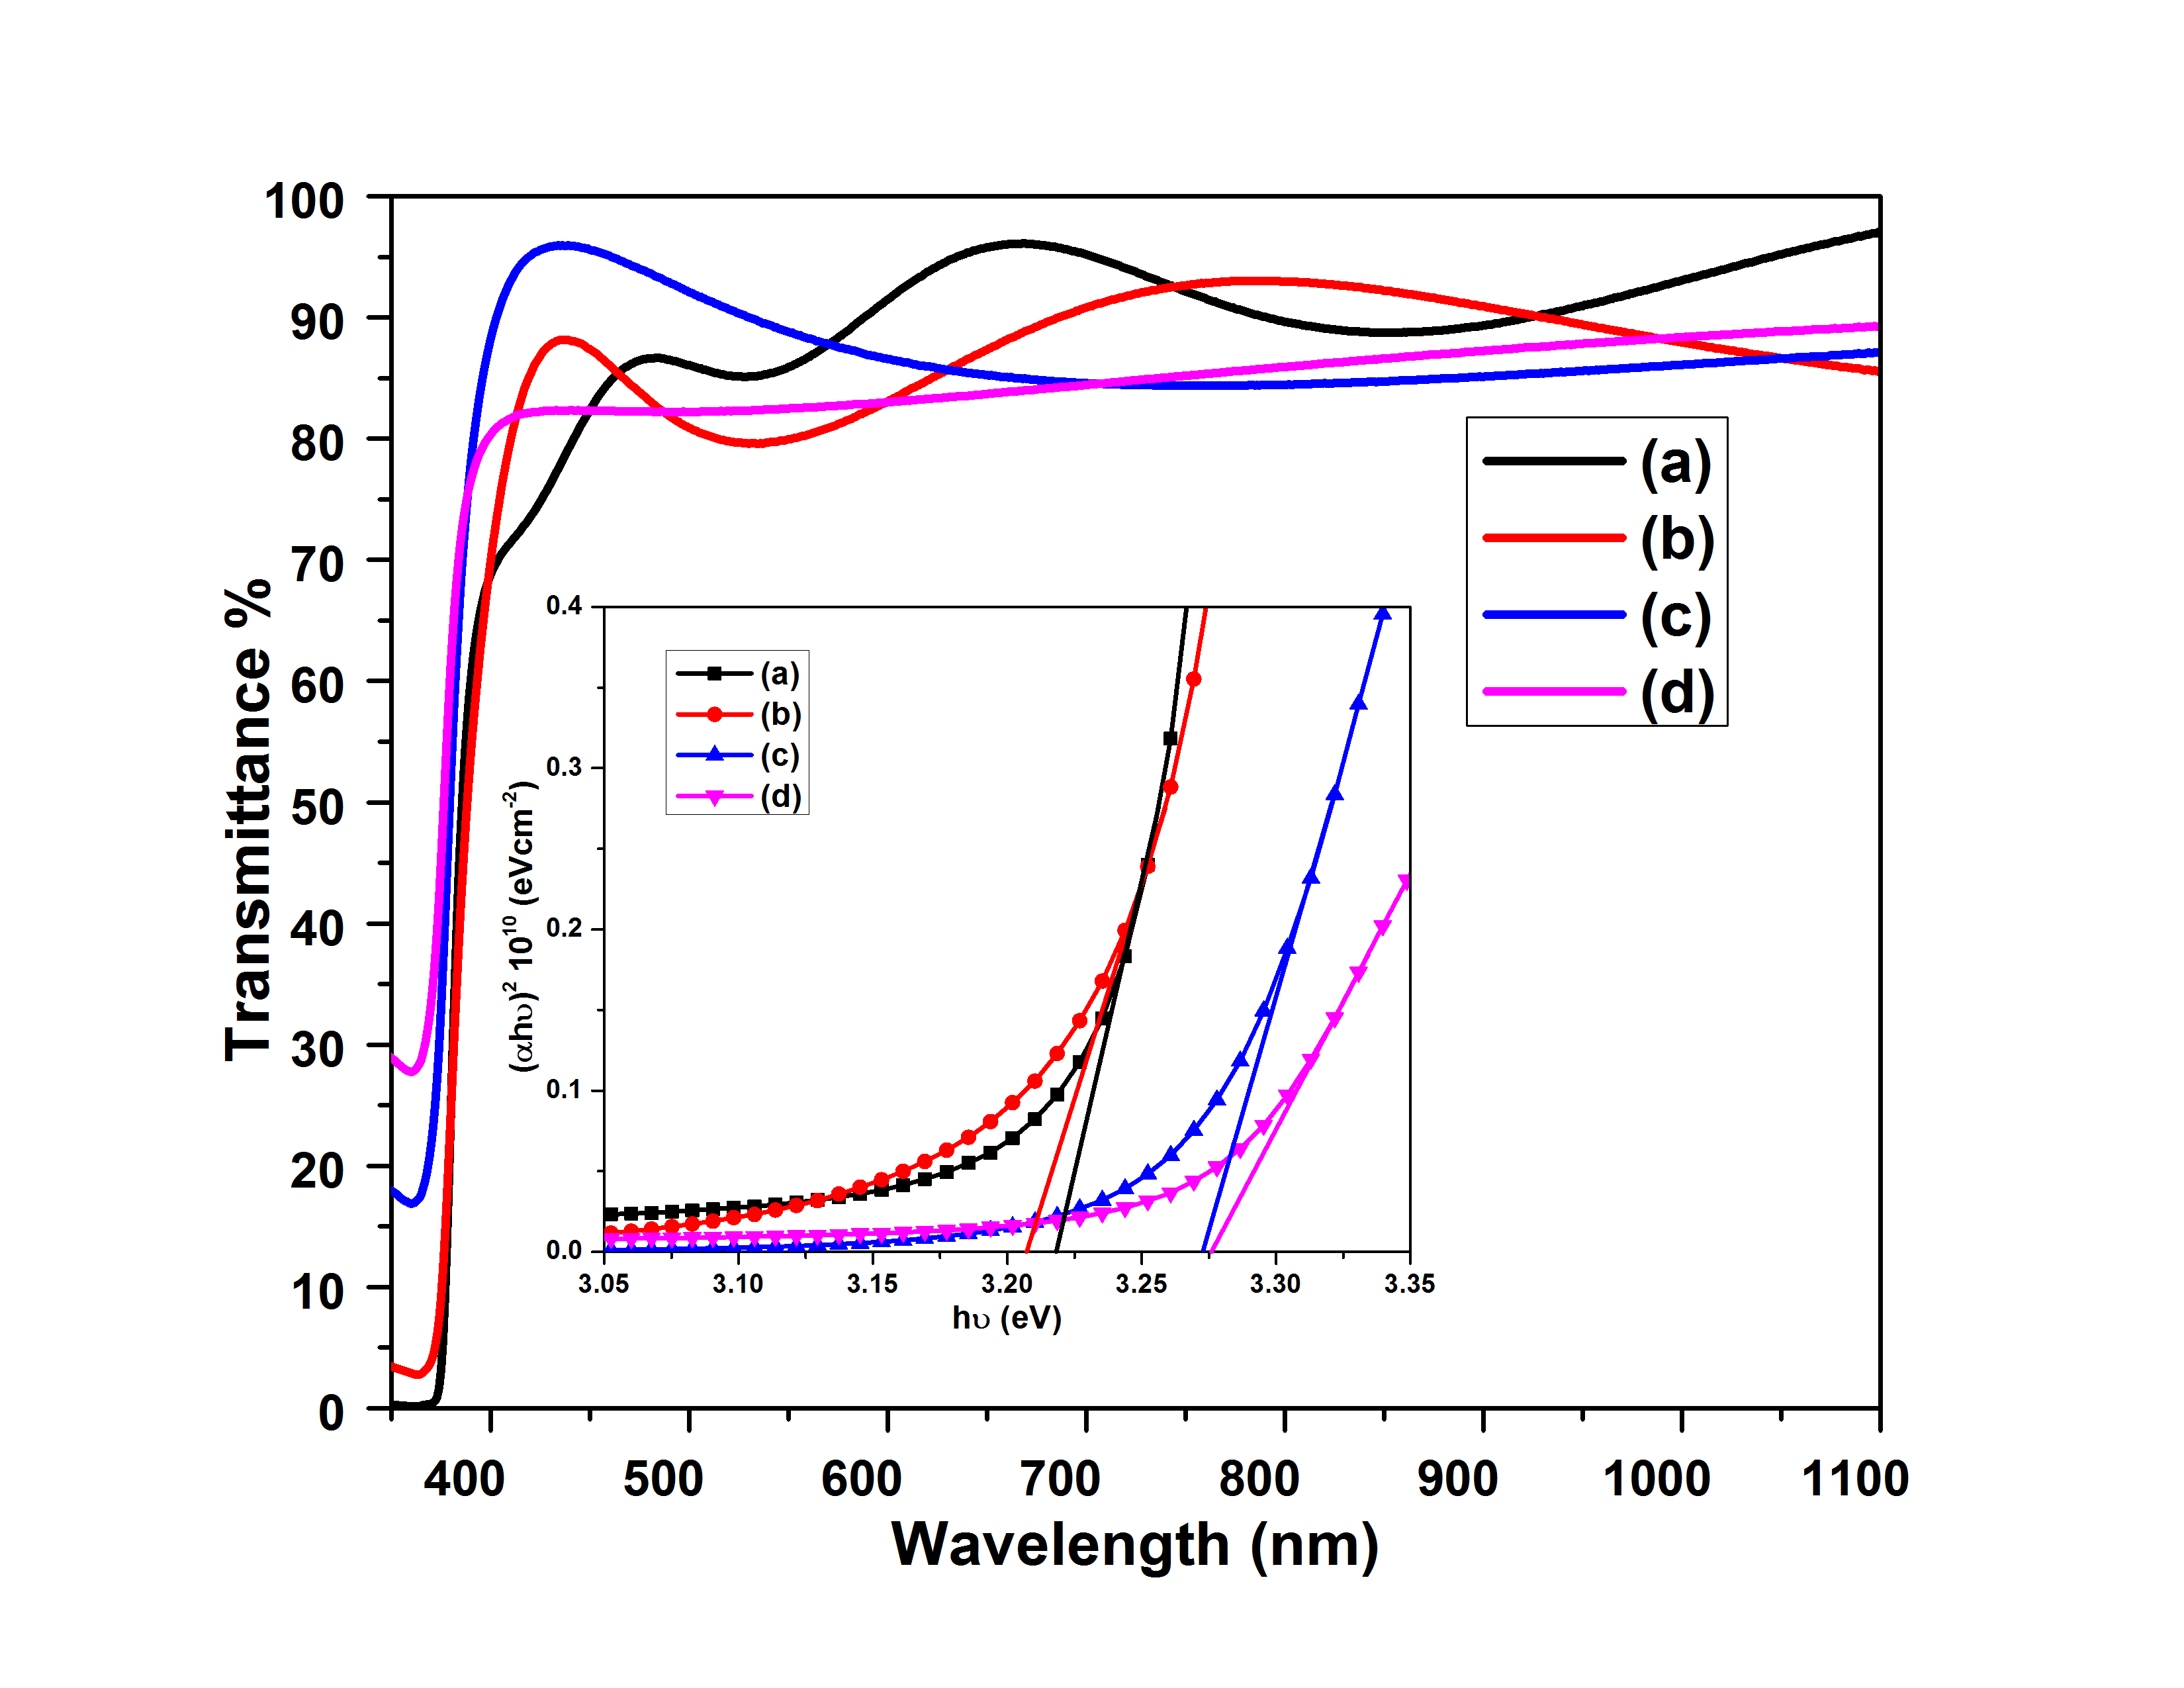 100
90
80
70
60
50
40
30
20
10
0
Transmittance %
400 500 600 700 800 900 1000 1100
Wavelength (nm)
(a)
(b)
(c)
(d)
0.4
0.3
0.2
0.1
0.0
(αhυ)² 10¹⁰ (eVcm⁻²)
3.05 3.10 3.15 3.20 3.25 3.30 3.35
hυ (eV)
(a)
(b)
(c)
(d)